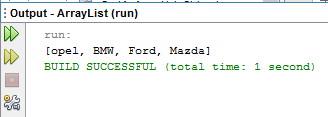 Output - ArrayList (run)
run:
[opel, BMW, Ford, Mazda]
BUILD SUCCESSFUL (total time: 1 second)